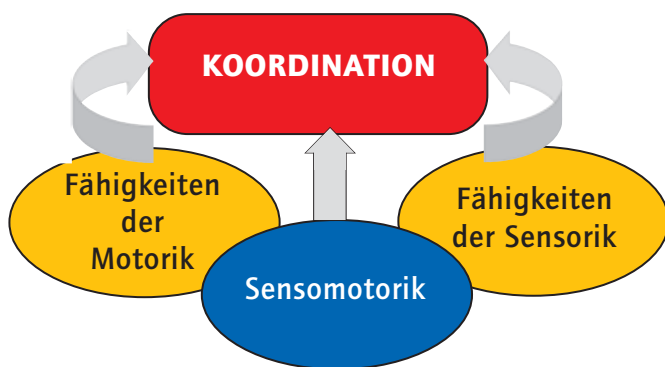 KOORDINATION
Fähigkeiten
der
Motorik
Fähigkeiten
der Sensorik
Sensomotorik